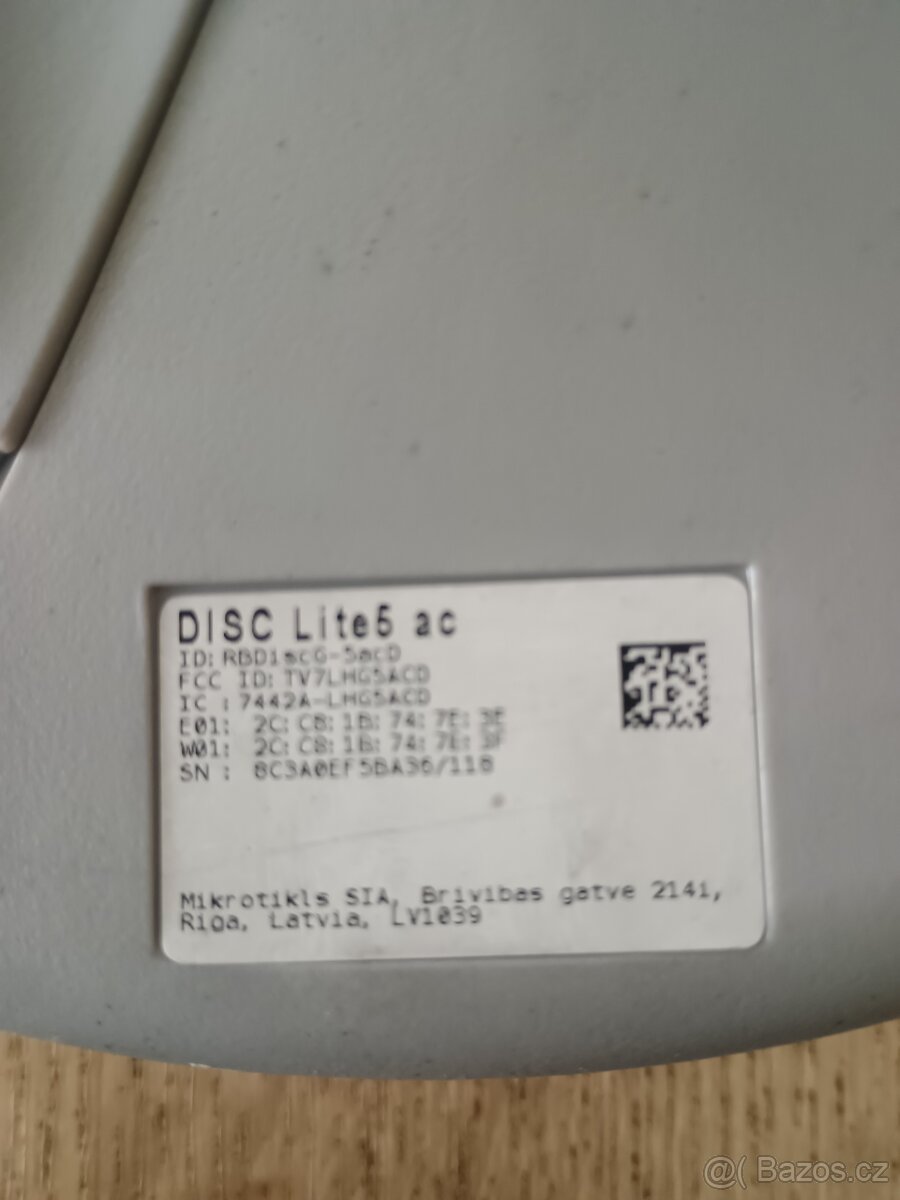 DISC Lite5 ac
ID: RBDiscG-5acD
FCC ID: TV7LHG5ACD
IC : 7442A-LHG5ACD
E01: 2C: C8: 1B: 74: 7E: 3E
W01: 2C: C8: 1B: 74: 7E: 3F
SN : 8C3A0EF5BA36/118
Mikrotikls SIA, Brivibas gatve 214i,
Riga, Latvia, LV1039
@( Bazos.cz